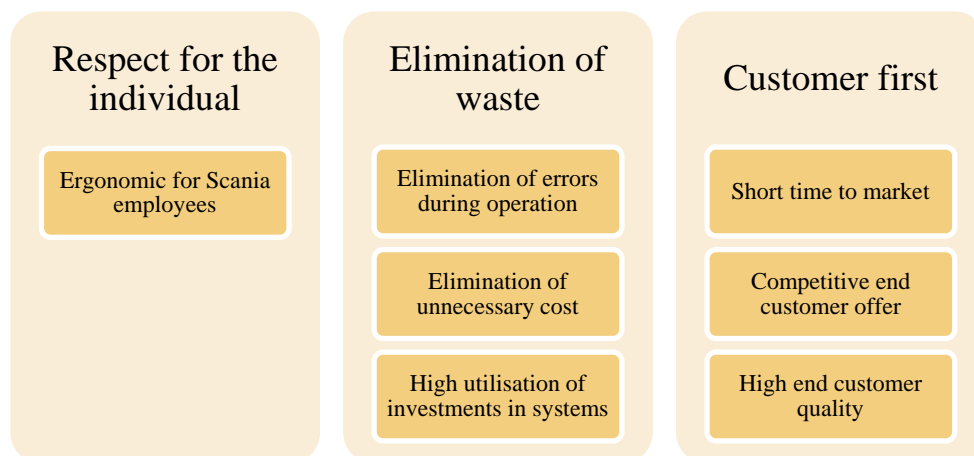 Respect for the
individual
Ergonomic for Scania
employees
Elimination of
waste
Elimination of errors
during operation
Elimination of
unnecessary cost
High utilisation of
investments in systems
Customer first
Short time to market
Competitive end
customer offer
High end customer
quality